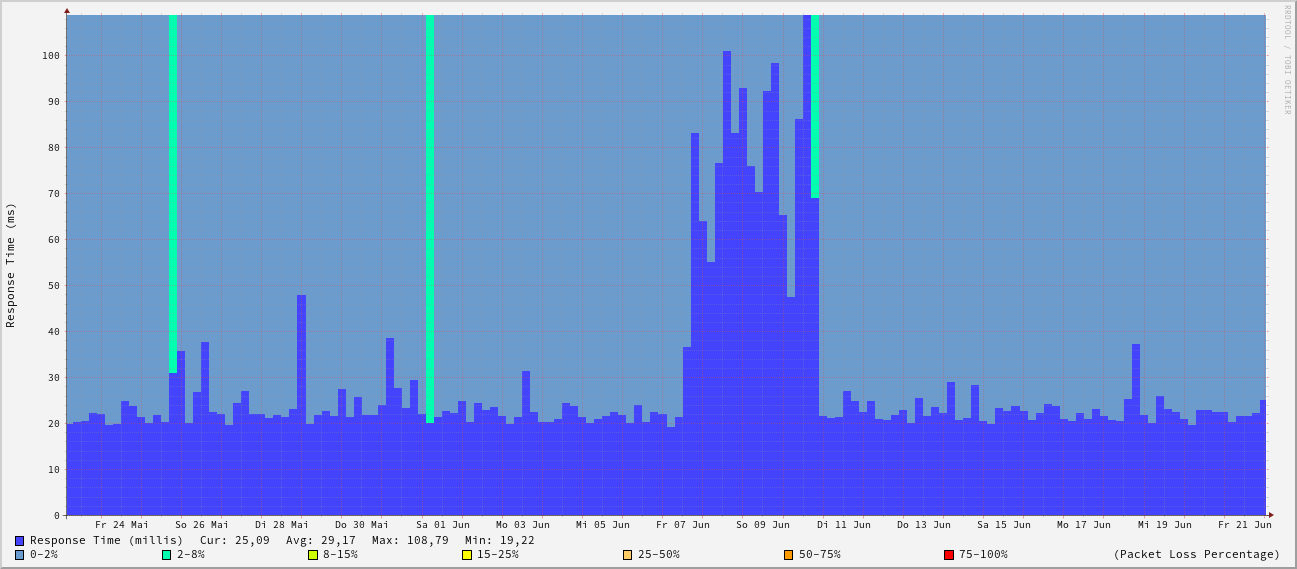 RRDTOOL / TOBI OETIKER
Response Time (ms)
100
90
80
70
60
50
40
30
20
10
0
Fr 24 Mai So 26 Mai Di 28 Mai Do 30 Mai Sa 01 Jun Mo 03 Jun Mi 05 Jun Fr 07 Jun So 09 Jun Di 11 Jun Do 13 Jun Sa 15 Jun Mo 17 Jun Mi 19 Jun Fr 21 Jun
Response Time (millis) Cur: 25,09 Avg: 29,17 Max: 108,79 Min: 19,22
0-2% 2-8% 8-15% 15-25% 25-50% 50-75% 75-100% (Packet Loss Percentage)